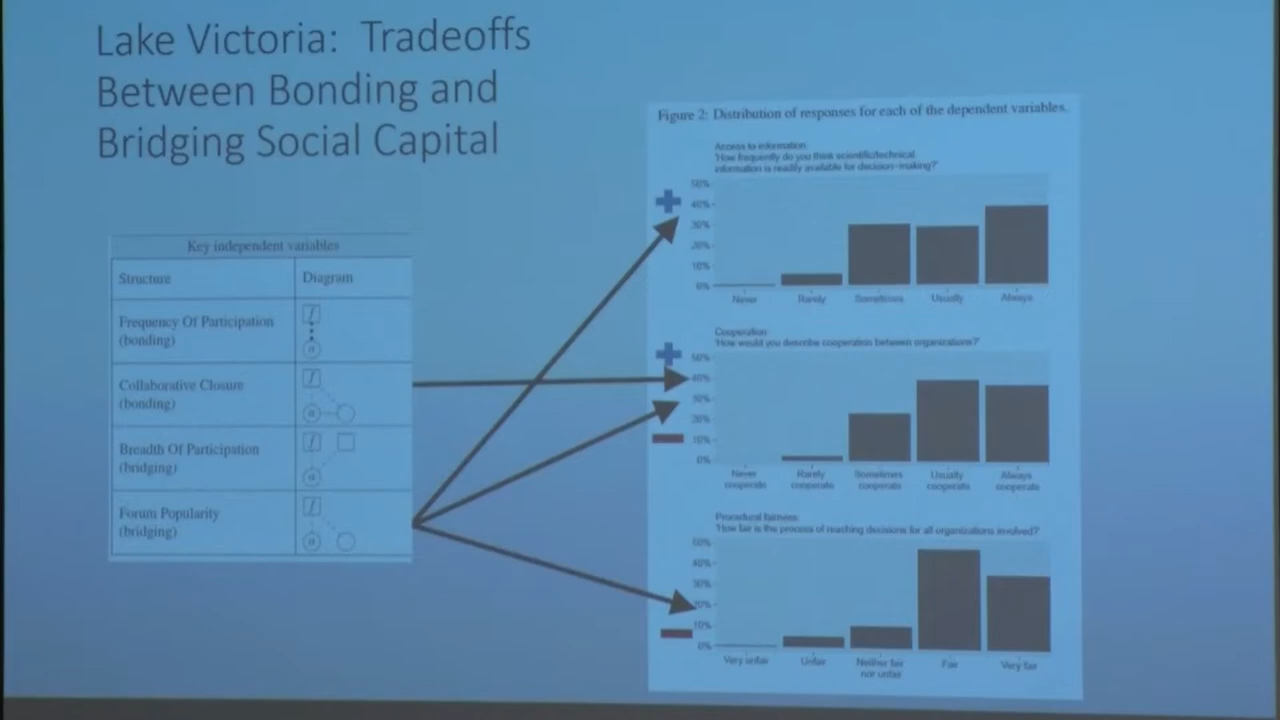 Lake Victoria: Tradeoffs
Between Bonding and
Bridging Social Capital
Key independent variables
Structure
Diagram
Frequency Of Participation
(bonding)
f
a
Collaborative Closure
(bonding)
f
a
Breadth Of Participation
(bridging)
f
a
Forum Popularity
(bridging)
f
a
Figure 2: Distribution of responses for each of the dependent variables.
Access to information
'How frequently do you think scientific/technical
information is readily available for decision-making?'
50%
40%
30%
20%
10%
0%
Never
Rarely
Sometimes
Usually
Always
Cooperation
'How would you describe cooperation between organizations?'
50%
40%
30%
20%
10%
0%
Never
cooperate
Rarely
cooperate
Sometimes
cooperate
Usually
cooperate
Always
cooperate
Procedural fairness
'How fair is the process of reaching decisions for all organizations involved?'
50%
40%
30%
20%
10%
0%
Very unfair
Unfair
Neither fair
nor unfair
Fair
Very fair